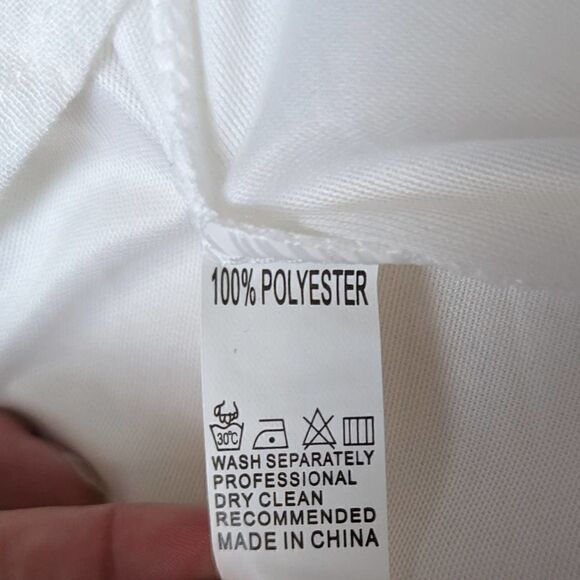 100% POLYESTER
30°C
WASH SEPARATELY
PROFESSIONAL
DRY CLEAN
RECOMMENDED
MADE IN CHINA